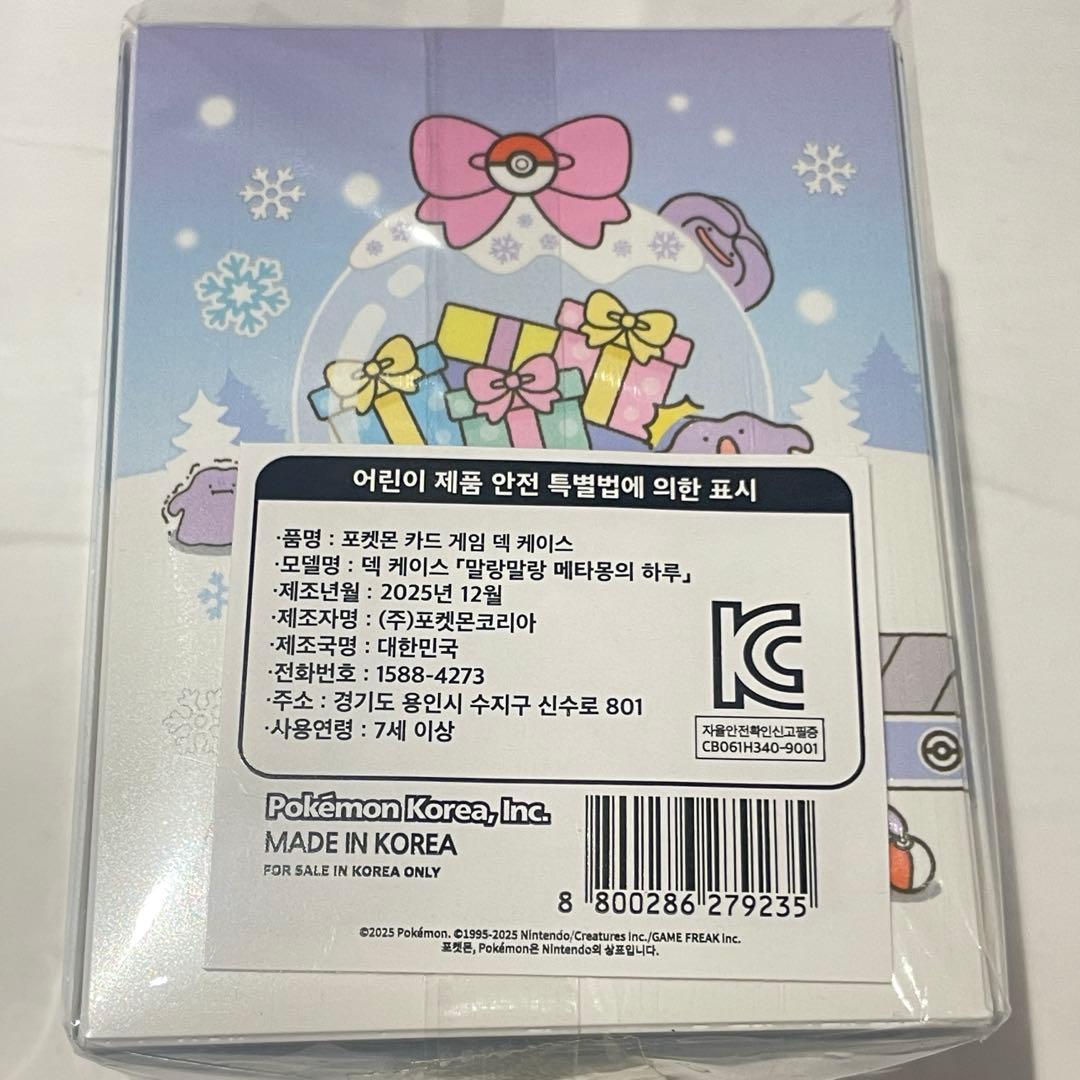 어린이 제품 안전 특별법에 의한 표시
·품명 : 포켓몬 카드 게임 덱 케이스
·모델명 : 덱 케이스 「말랑말랑 메타몽의 하루」
·제조년월 : 2025년 12월
·제조자명 : (주)포켓몬코리아
·제조국명 : 대한민국
·전화번호 : 1588-4273
·주소 : 경기도 용인시 수지구 신수로 801
·사용연령 : 7세 이상
KC
자율안전확인신고필증
CB061H340-9001
Pokémon Korea, Inc.
MADE IN KOREA
FOR SALE IN KOREA ONLY
8 800286 279235
©2025 Pokémon. ©1995-2025 Nintendo/Creatures Inc./GAME FREAK inc.
포켓몬, Pokémon은 Nintendo의 상표입니다.